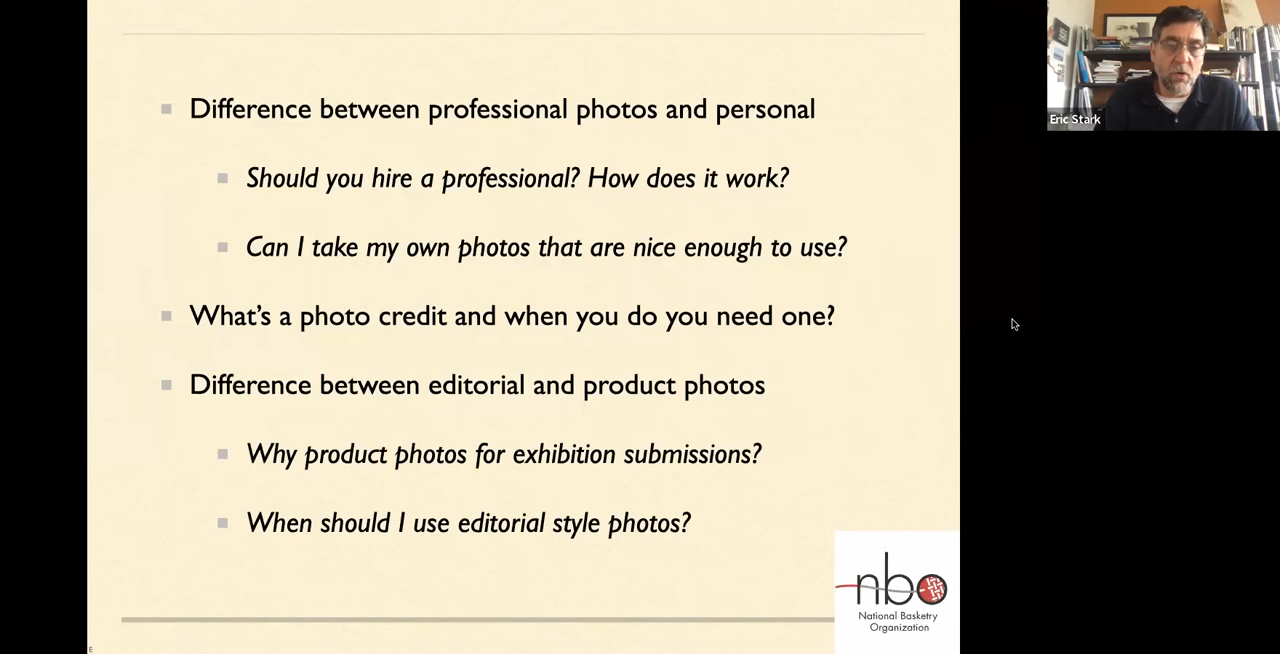 Difference between professional photos and personal
Should you hire a professional? How does it work?
Can I take my own photos that are nice enough to use?
What's a photo credit and when you do you need one?
Difference between editorial and product photos
Why product photos for exhibition submissions?
When should I use editorial style photos?
nbo
National Basketry
Organization
E
Eric Stark